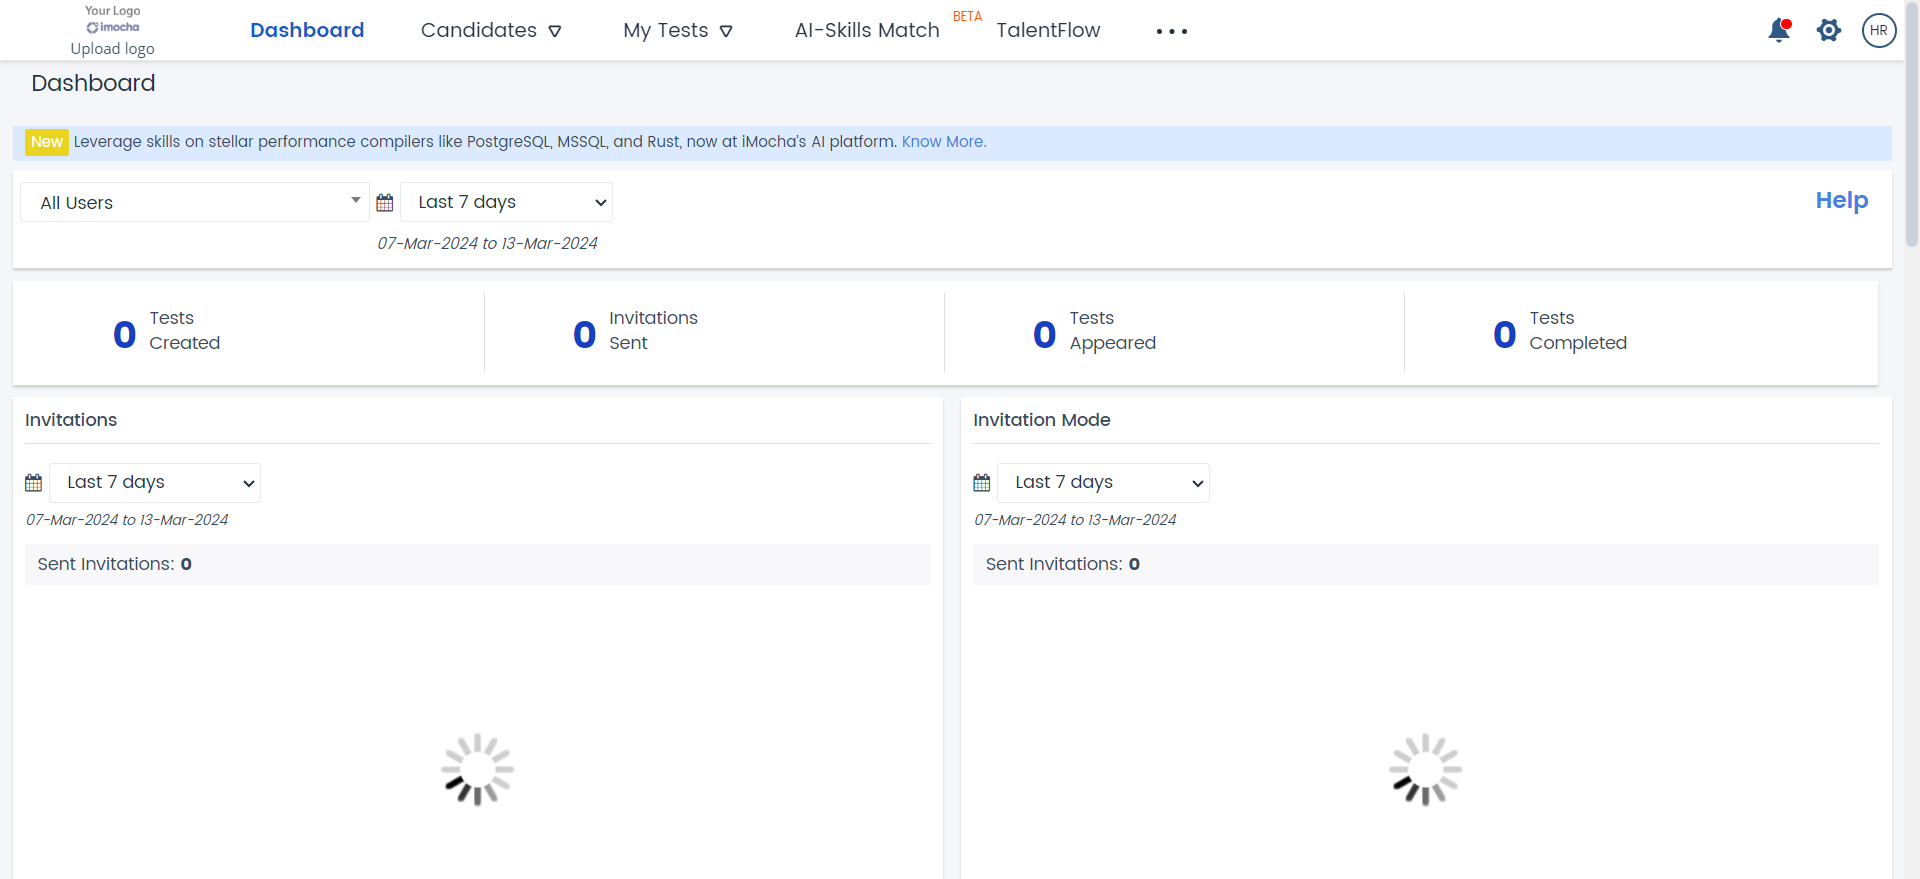 Your Logo
imocha
Upload logo
Dashboard
Candidates
My Tests
AI-Skills Match
BETA
TalentFlow
HR
Dashboard
New Leverage skills on stellar performance compilers like PostgreSQL, MSSQL, and Rust, now at iMocha's AI platform. Know More.
All Users
Last 7 days
Help
07-Mar-2024 to 13-Mar-2024
0 Tests Created
0 Invitations Sent
0 Tests Appeared
0 Tests Completed
Invitations
Last 7 days
07-Mar-2024 to 13-Mar-2024
Sent Invitations: 0
Invitation Mode
Last 7 days
07-Mar-2024 to 13-Mar-2024
Sent Invitations: 0